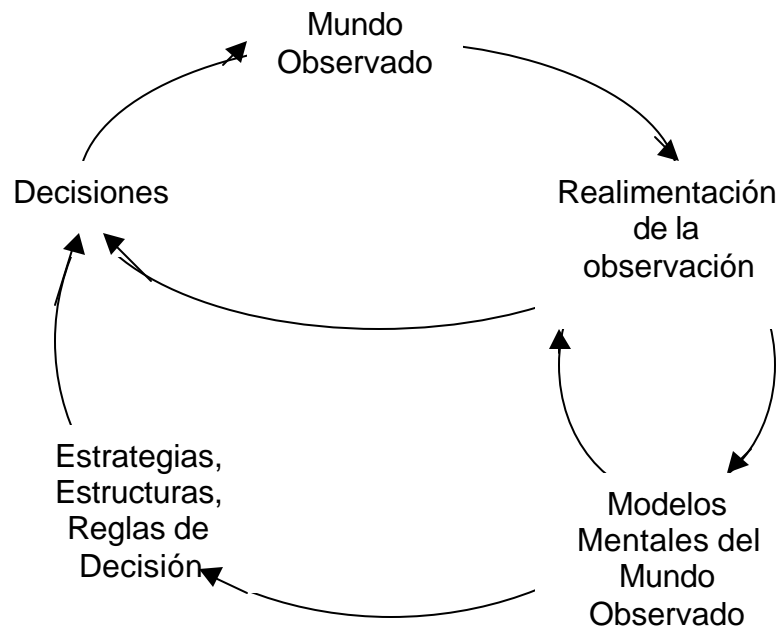 Mundo
Observado
Decisiones
Realimentación
de la
observación
Estrategias,
Estructuras,
Reglas de
Decisión
Modelos
Mentales del
Mundo
Observado